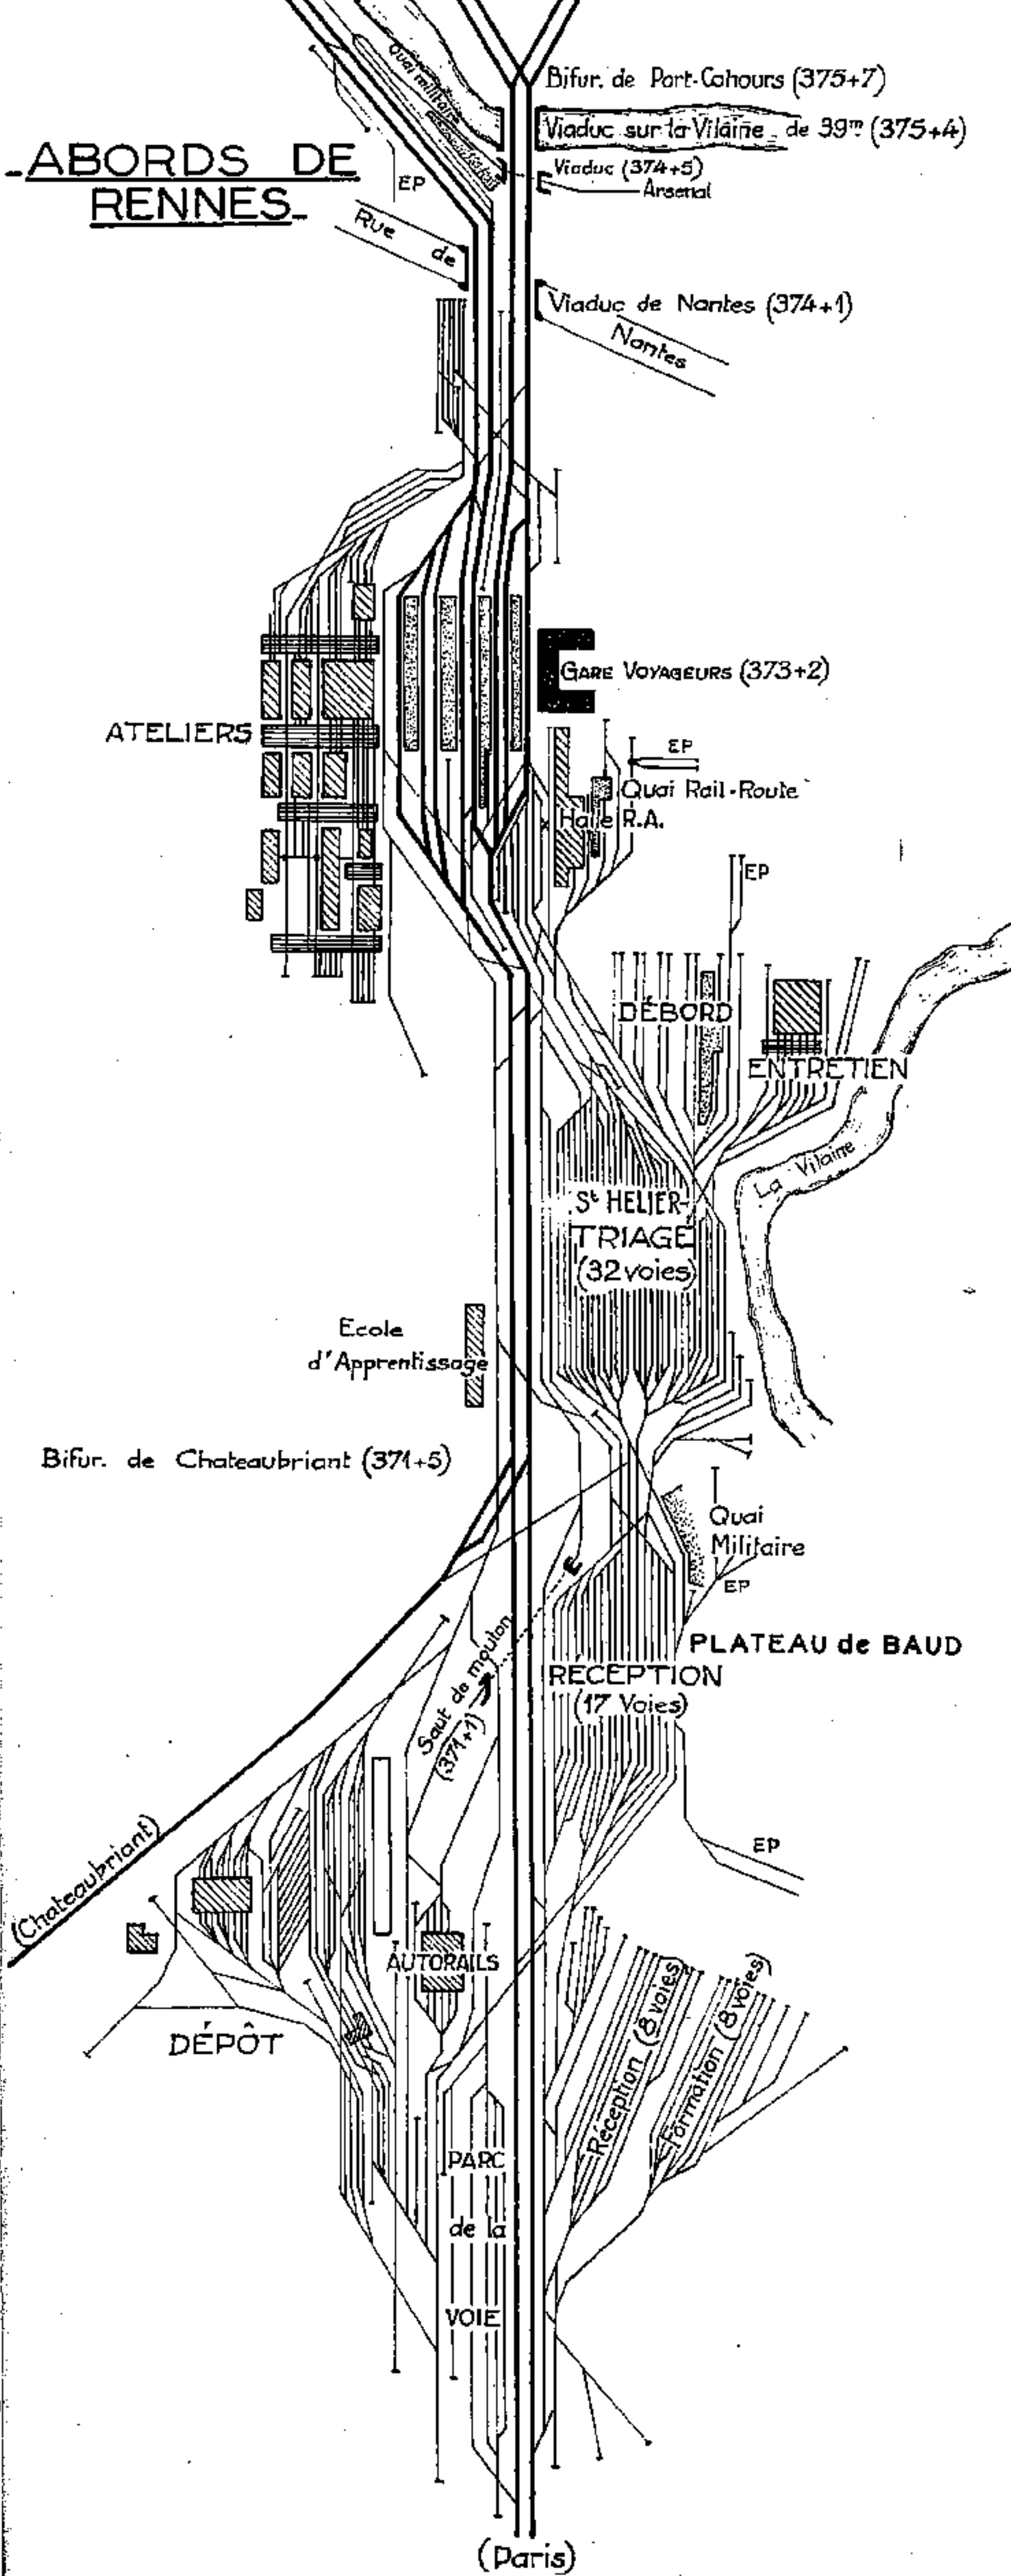 Quai militaire
Bifur. de Port-Cahours (375+7)
Viaduc sur la Vilaine - de 39m (375+4)
Viaduc (374+5)
Arsenal
-ABORDS DE
RENNES-
EP
Rue de
Viaduc de Nantes (374+1)
Nantes
GARE VOYAGEURS (373+2)
ATELIERS
EP
Quai Rail-Route
Halle R.A.
EP
DÉBORD
ENTRETIEN
La Vilaine
St HELIER-
TRIAGE
(32 voies)
Ecole
d'Apprentissage
Bifur. de Chateaubriant (371+5)
Quai
Militaire
EP
PLATEAU de BAUD
RECEPTION
(17 Voies)
Saut de mouton
(371+1)
EP
(Chateaubriant)
AUTORAILS
DÉPÔT
Réception (8 voies)
Formation (8 voies)
PARC
de la
VOIE
(Paris)